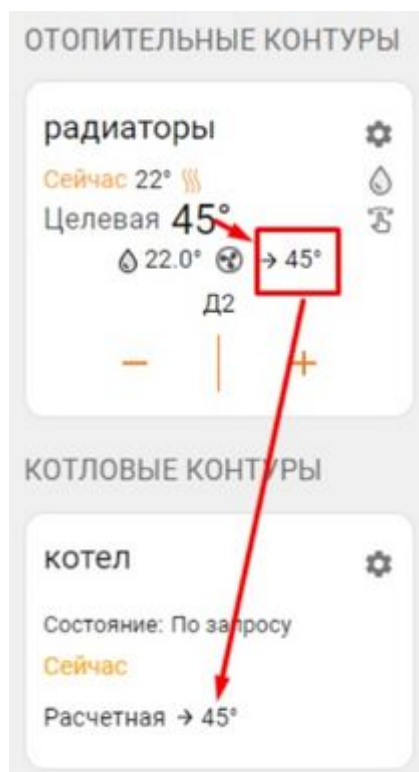 ОТОПИТЕЛЬНЫЕ КОНТУРЫ
радиаторы
Сейчас 22°
Целевая 45°
22.0° → 45°
Д2
− +
КОТЛОВЫЕ КОНТУРЫ
котел
Состояние: По запросу
Сейчас
Расчетная → 45°